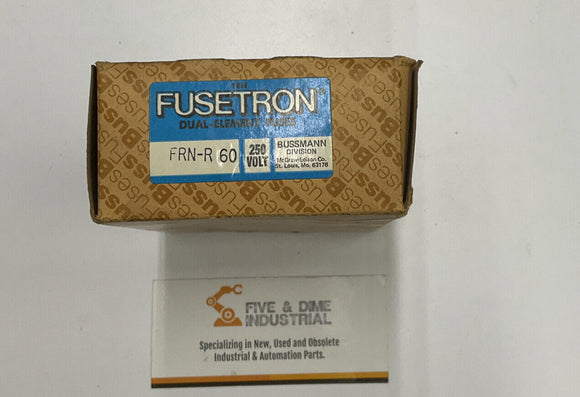 FUSETRON
DUAL-ELEMENT FUSES
FRN-R 60
250
VOLT
BUSSMANN
DIVISION
McGraw-Edison Co.
St. Louis, Mo. 63178
FIVE & DIME
INDUSTRIAL
Specializing in New, Used and Obsolete
Industrial & Automation Parts.